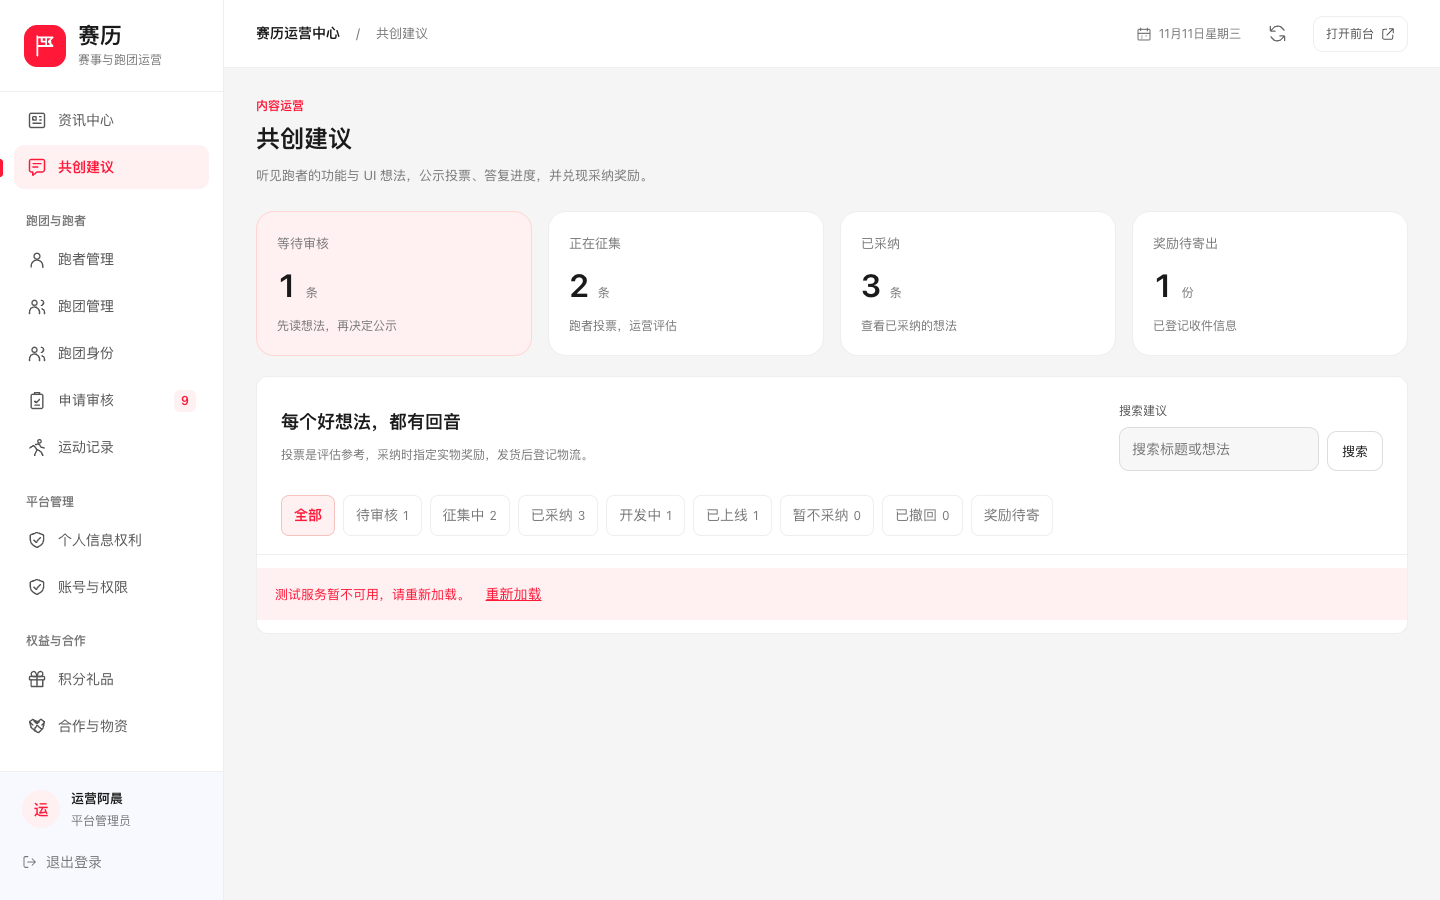 赛历
赛事与跑团运营
资讯中心
共创建议
跑团与跑者
跑者管理
跑团管理
跑团身份
申请审核 9
运动记录
平台管理
个人信息权利
账号与权限
权益与合作
积分礼品
合作与物资
运 运营阿晨
平台管理员
退出登录
赛历运营中心 / 共创建议
11月11日星期三
打开前台
内容运营
共创建议
听见跑者的功能与 UI 想法，公示投票、答复进度，并兑现采纳奖励。
等待审核
1 条
先读想法，再决定公示
正在征集
2 条
跑者投票，运营评估
已采纳
3 条
查看已采纳的想法
奖励待寄出
1 份
已登记收件信息
每个好想法，都有回音
投票是评估参考，采纳时指定实物奖励，发货后登记物流。
搜索建议
搜索标题或想法
搜索
全部 待审核 1 征集中 2 已采纳 3 开发中 1 已上线 1 暂不采纳 0 已撤回 0 奖励待寄
测试服务暂不可用，请重新加载。 重新加载